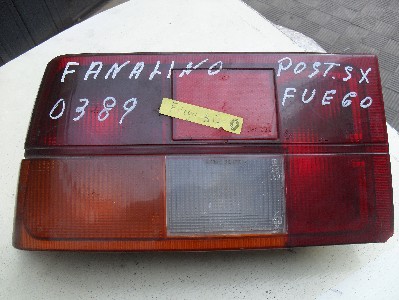 FANALINO POST. SX
0389 FUEGO